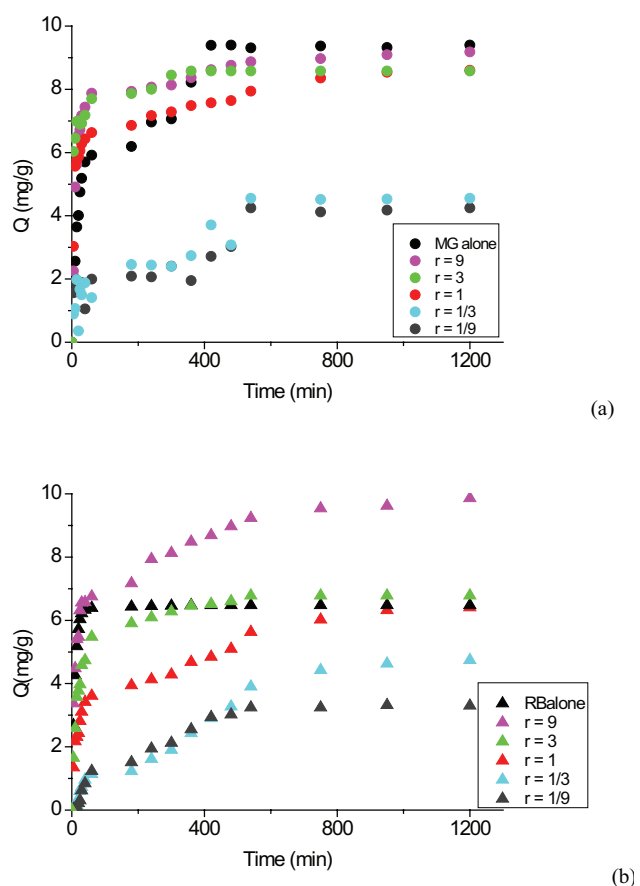 10
8
6
4
2
0
Q (mg/g)
MG alone
r = 9
r = 3
r = 1
r = 1/3
r = 1/9
0 400 800 1200
Time (min)
(a)
10
8
6
4
2
0
Q(mg/g)
RBalone
r = 9
r = 3
r = 1
r = 1/3
r = 1/9
0 400 800 1200
Time (min)
(b)